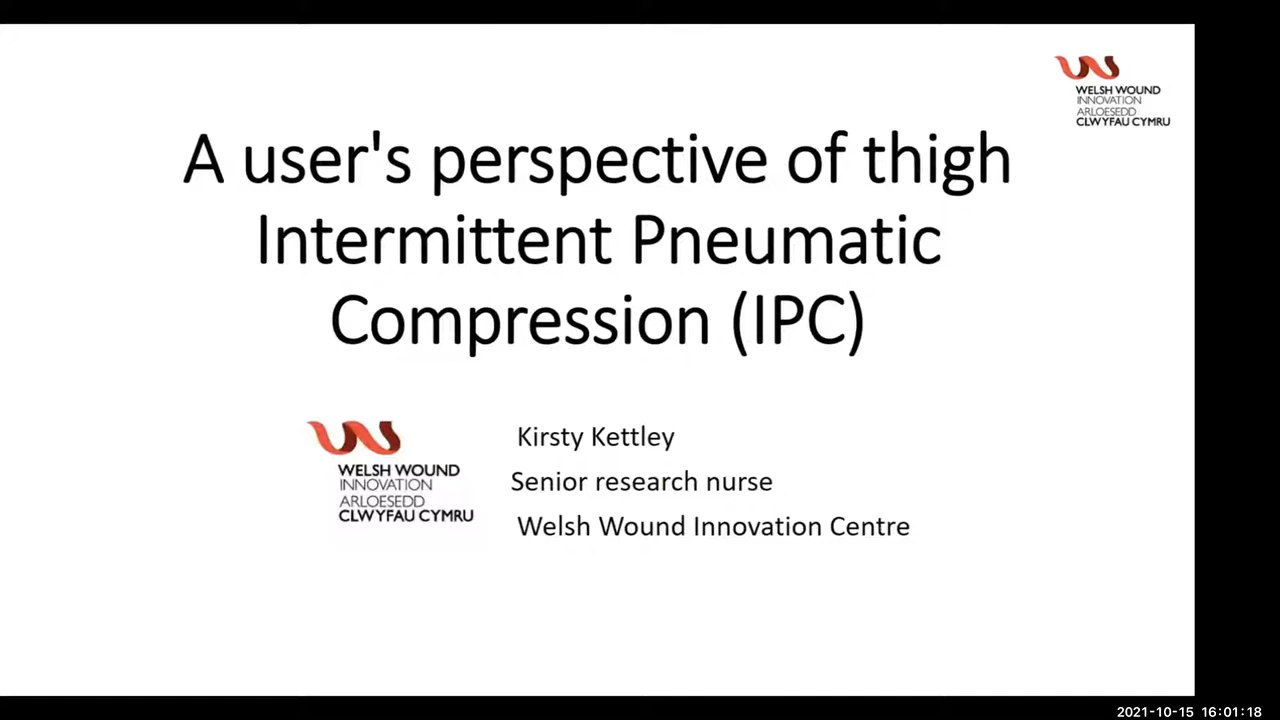 WELSH WOUND
INNOVATION
ARLOESEDD
CLWYFAU CYMRU
A user's perspective of thigh
Intermittent Pneumatic
Compression (IPC)
WELSH WOUND
INNOVATION
ARLOESEDD
CLWYFAU CYMRU
Kirsty Kettley
Senior research nurse
Welsh Wound Innovation Centre
2021-10-15 16:01:18